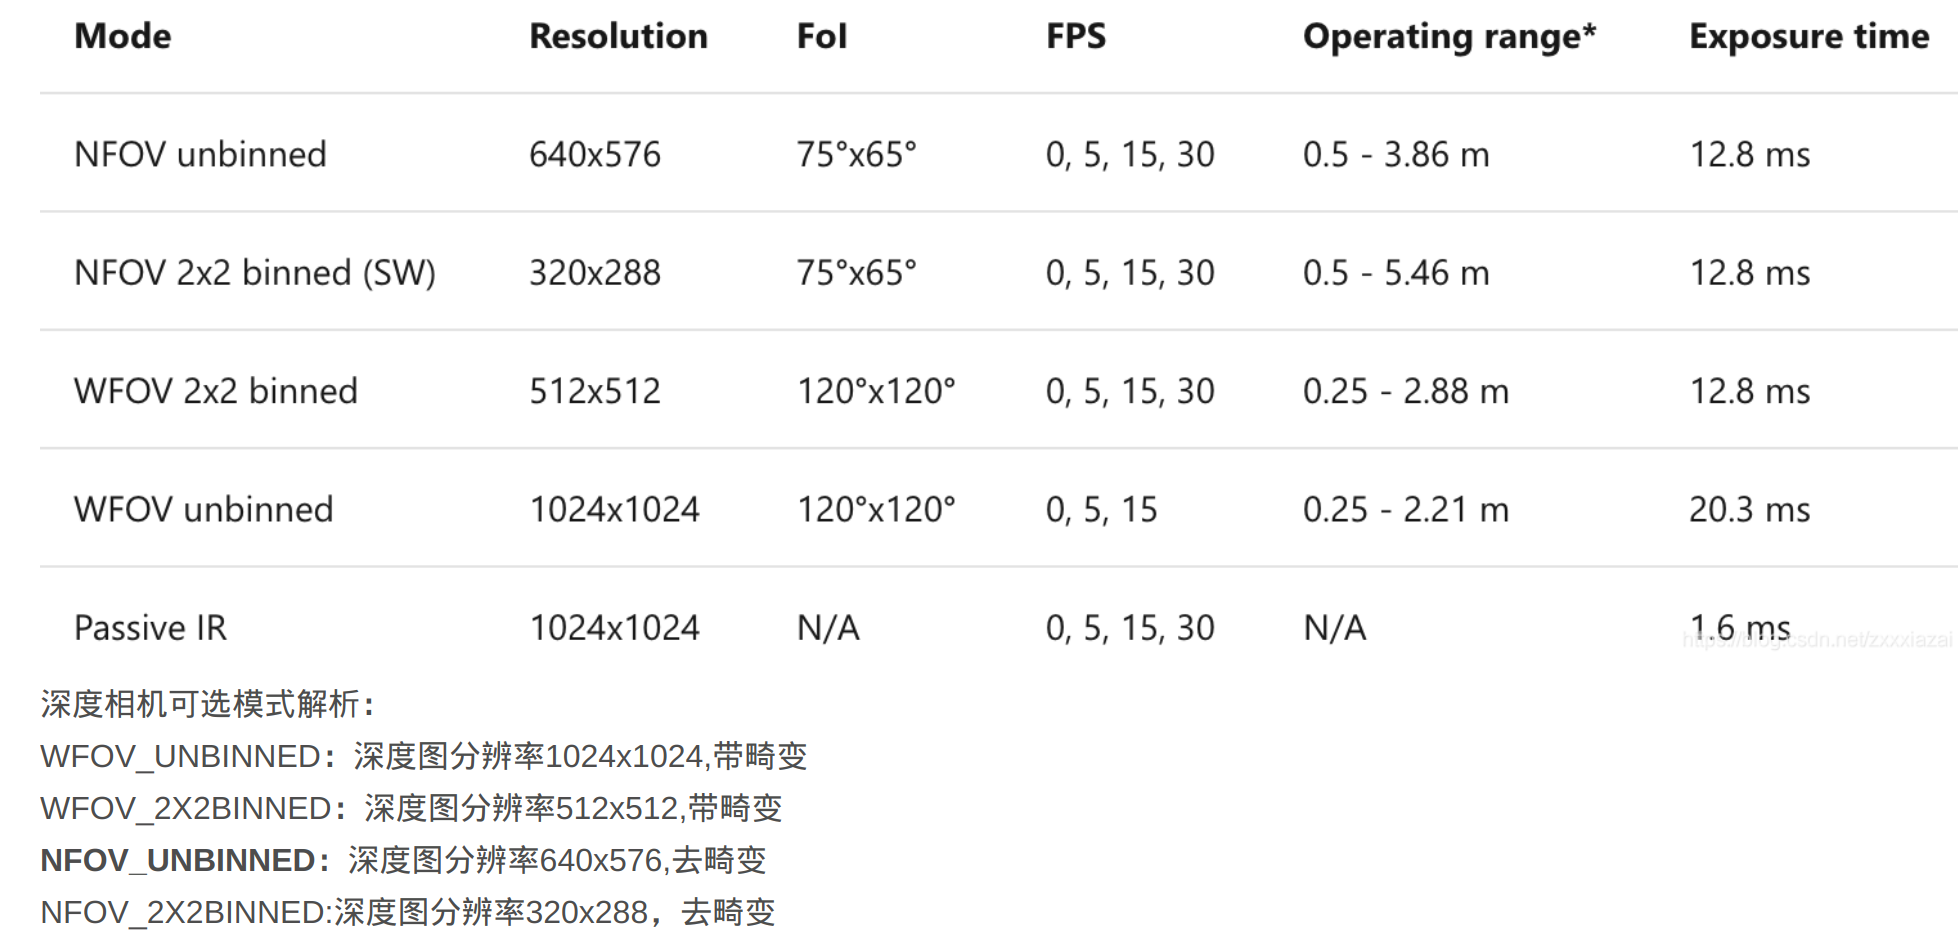 Mode Resolution FoI FPS Operating range* Exposure time
NFOV unbinned 640x576 75°x65° 0, 5, 15, 30 0.5 - 3.86 m 12.8 ms
NFOV 2x2 binned (SW) 320x288 75°x65° 0, 5, 15, 30 0.5 - 5.46 m 12.8 ms
WFOV 2x2 binned 512x512 120°x120° 0, 5, 15, 30 0.25 - 2.88 m 12.8 ms
WFOV unbinned 1024x1024 120°x120° 0, 5, 15 0.25 - 2.21 m 20.3 ms
Passive IR 1024x1024 N/A 0, 5, 15, 30 N/A 1.6 ms
https://blog.csdn.net/zxxxiazai
深度相机可选模式解析：
WFOV_UNBINNED：深度图分辨率1024x1024,带畸变
WFOV_2X2BINNED：深度图分辨率512x512,带畸变
NFOV_UNBINNED：深度图分辨率640x576,去畸变
NFOV_2X2BINNED:深度图分辨率320x288，去畸变